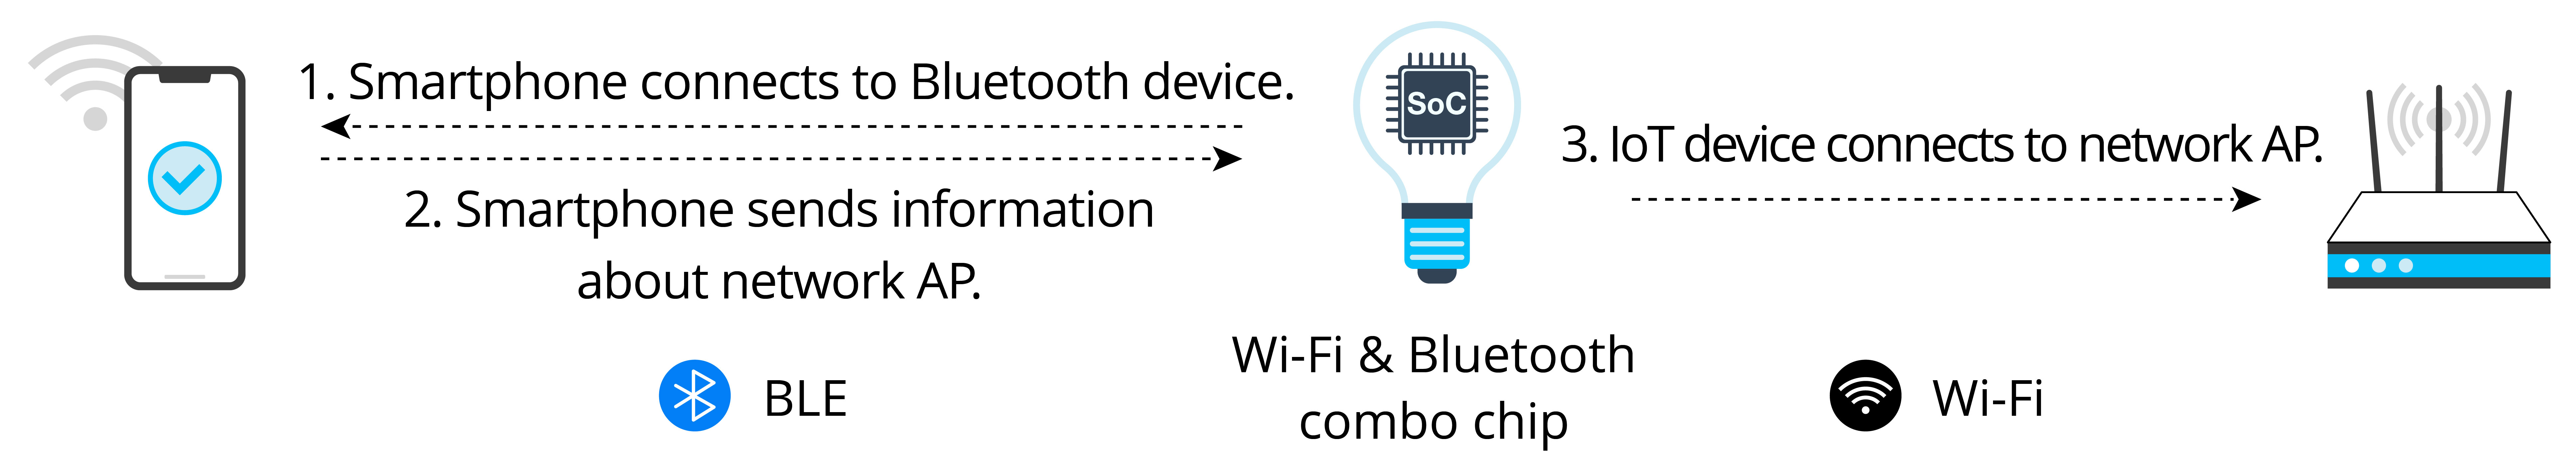 1. Smartphone connects to Bluetooth device.
2. Smartphone sends information
about network AP.
BLE
SoC
Wi-Fi & Bluetooth
combo chip
3. IoT device connects to network AP.
Wi-Fi